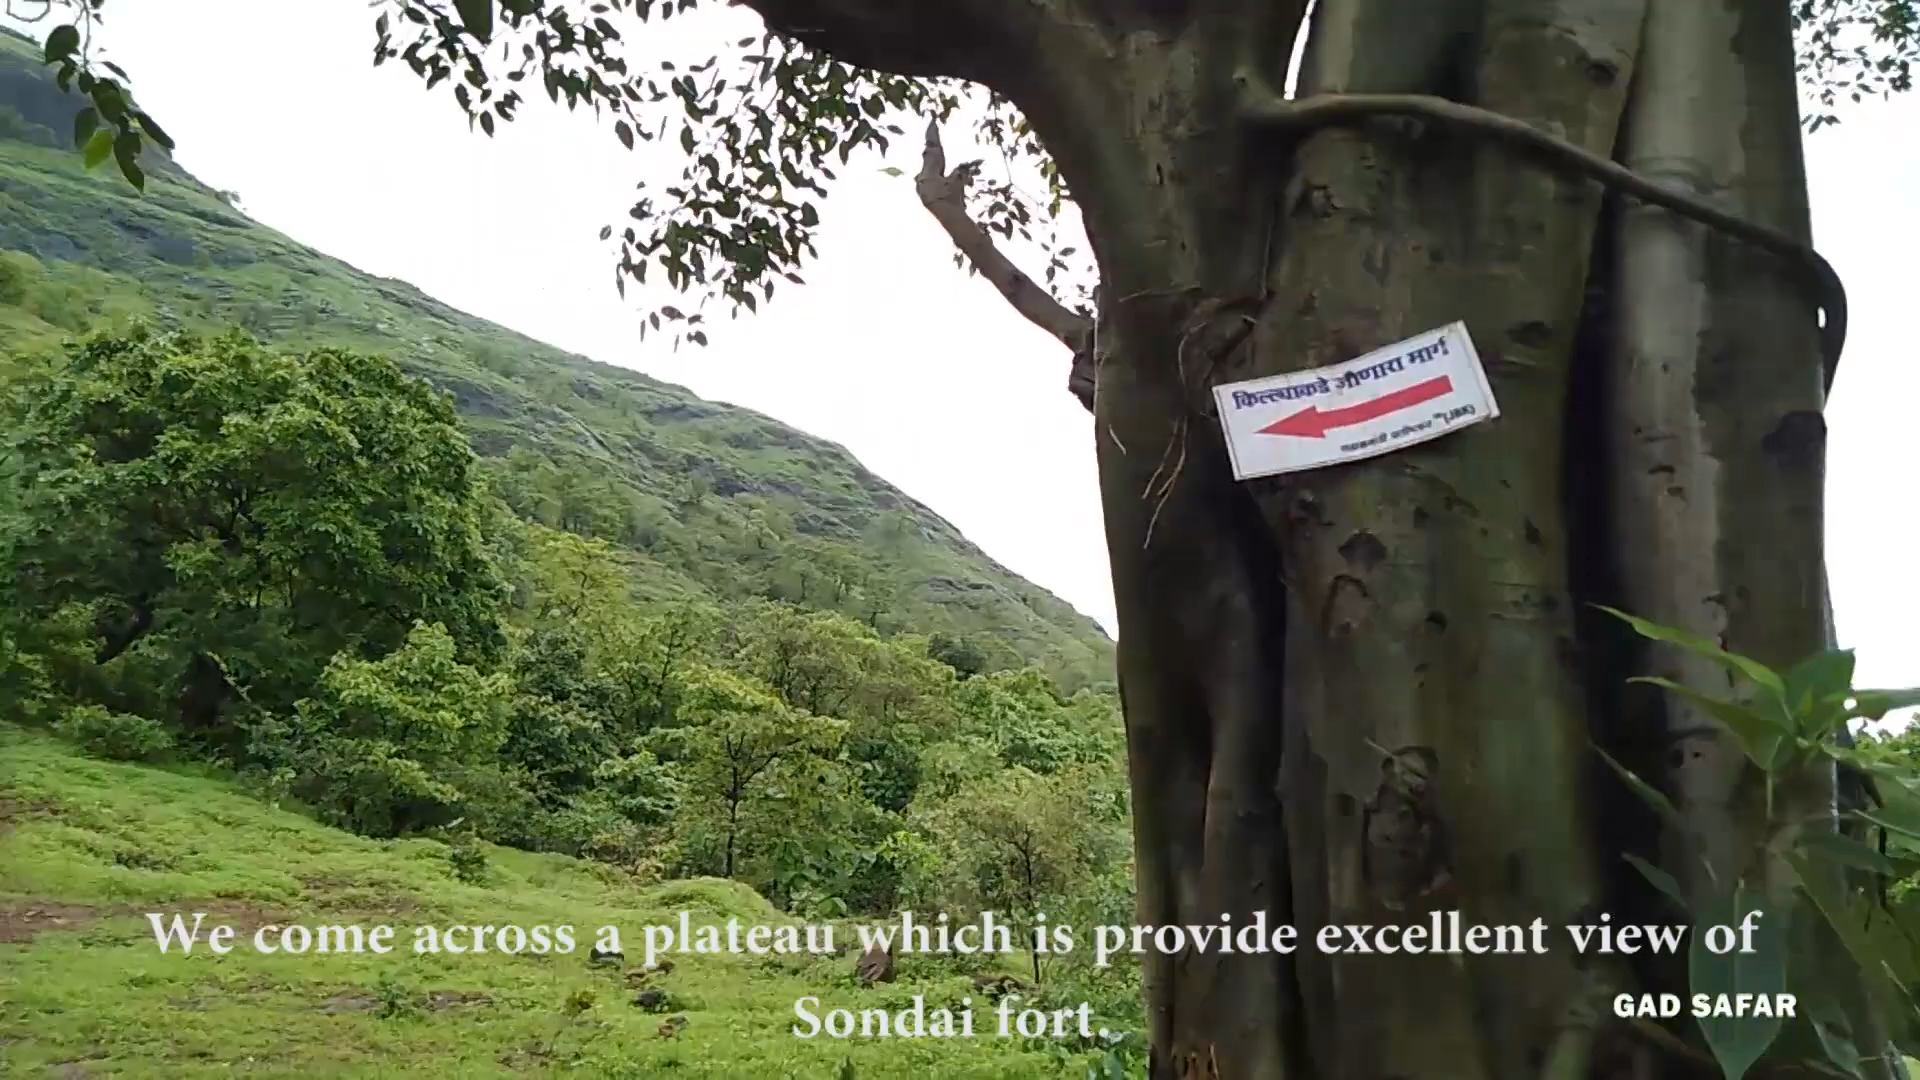 किल्ल्याकडे जाणारा मार्ग
We come across a plateau which is provide excellent view of
Sondai fort.
GAD SAFAR